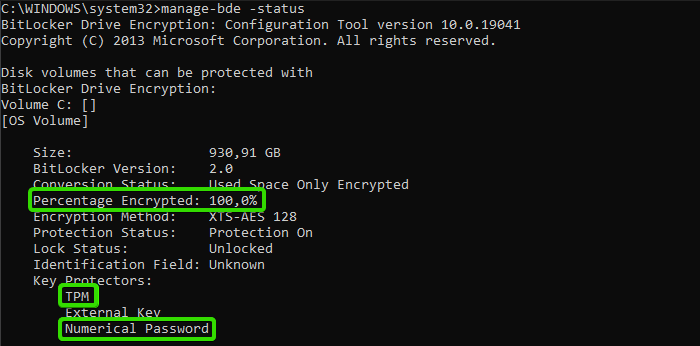 C:\WINDOWS\system32>manage-bde -status
BitLocker Drive Encryption: Configuration Tool version 10.0.19041
Copyright (C) 2013 Microsoft Corporation. All rights reserved.
Disk volumes that can be protected with
BitLocker Drive Encryption:
Volume C: []
[OS Volume]
Size: 930,91 GB
BitLocker Version: 2.0
Conversion Status: Used Space Only Encrypted
Percentage Encrypted: 100,0%
Encryption Method: XTS-AES 128
Protection Status: Protection On
Lock Status: Unlocked
Identification Field: Unknown
Key Protectors:
TPM
External Key
Numerical Password